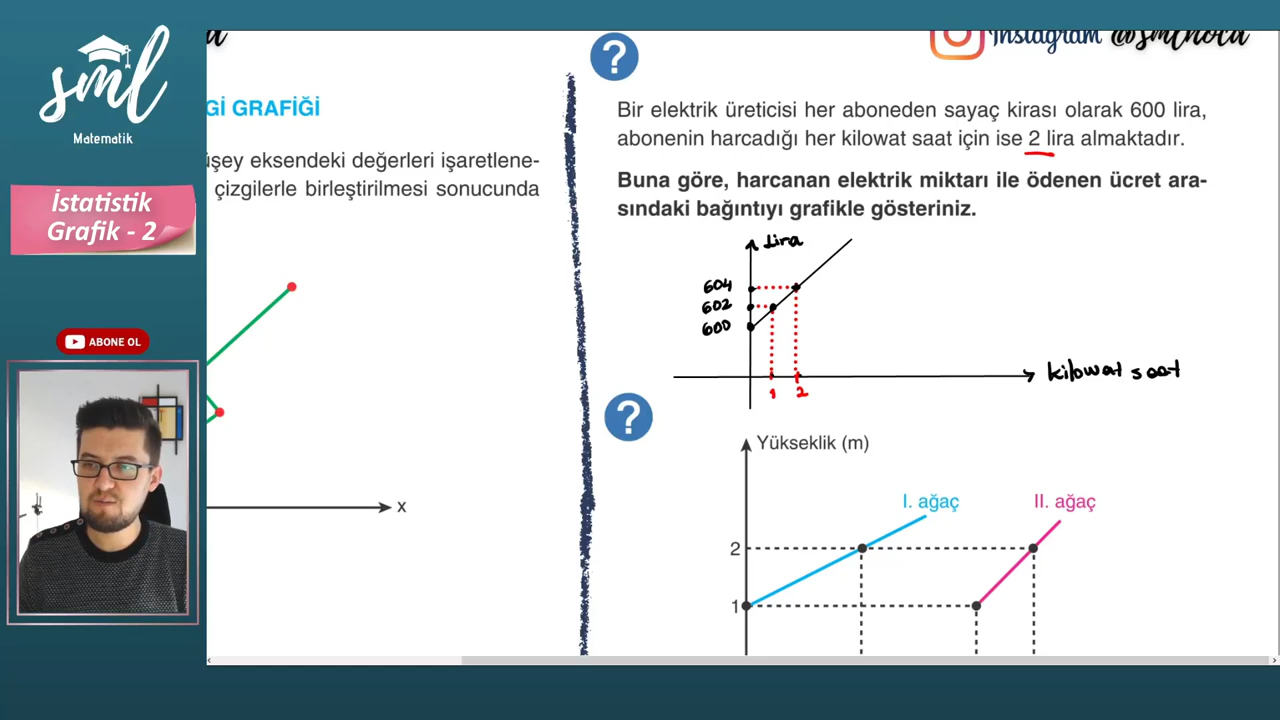 sml
Matematik
İstatistik
Grafik - 2
ABONE OL
Gİ GRAFİĞİ
üşey eksendeki değerleri işaretlene-
çizgilerle birleştirilmesi sonucunda
x
?
Instagram @smlhoca
Bir elektrik üreticisi her aboneden sayaç kirası olarak 600 lira,
abonenin harcadığı her kilowat saat için ise 2 lira almaktadır.
Buna göre, harcanan elektrik miktarı ile ödenen ücret ara-
sındaki bağıntıyı grafikle gösteriniz.
Lira
604
602
600
kilowat saat
1 2
?
Yükseklik (m)
I. ağaç
II. ağaç
2
1